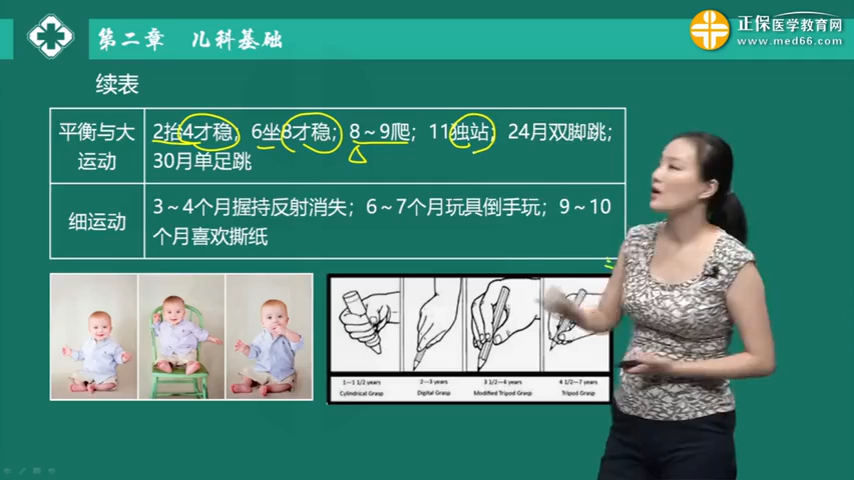 第二章 儿科基础
正保医学教育网
www.med66.com
续表
平衡与大
运动
2抬4才稳；6坐8才稳；8～9爬；11独站；24月双脚跳；
30月单足跳
细运动
3～4个月握持反射消失；6～7个月玩具倒手玩；9～10
个月喜欢撕纸
1—1 1/2 years
Cylindrical Grasp
2—3 years
Digital Grasp
3 1/2—4 years
Modified Tripod Grasp
4 1/2—7 years
Tripod Grasp